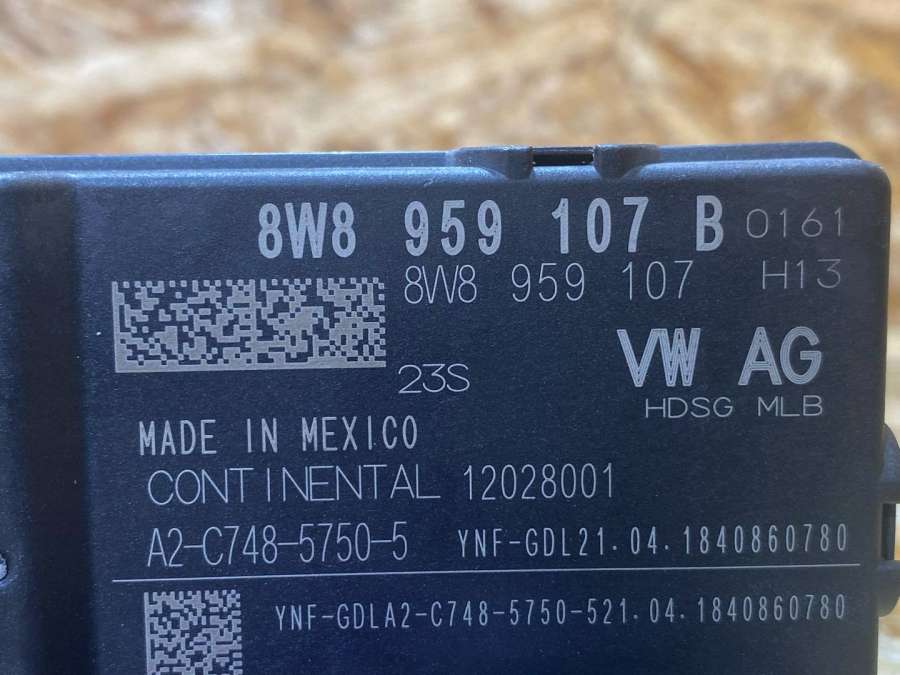 8W8 959 107 B 0161
8W8 959 107 H13
VW AG
23S
HDSG MLB
MADE IN MEXICO
CONTINENTAL 12028001
A2-C748-5750-5 YNF-GDL21.04.1840860780
YNF-GDLA2-C748-5750-521.04.1840860780